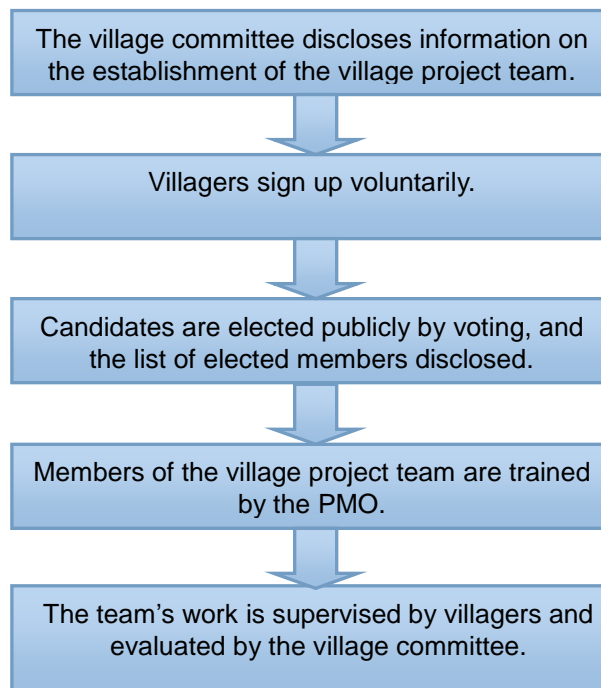 The village committee discloses information on
the establishment of the village project team.
Villagers sign up voluntarily.
Candidates are elected publicly by voting, and
the list of elected members disclosed.
Members of the village project team are trained
by the PMO.
The team’s work is supervised by villagers and
evaluated by the village committee.